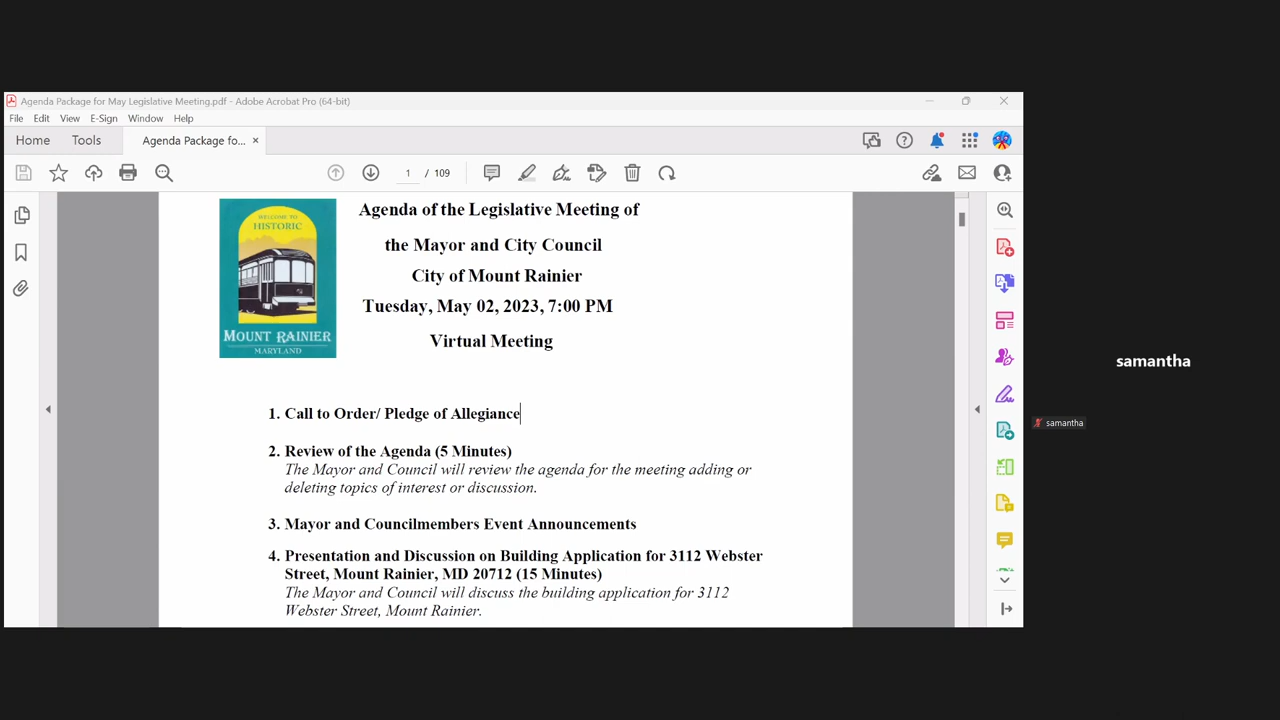 Agenda Package for May Legislative Meeting.pdf - Adobe Acrobat Pro (64-bit)
File Edit View E-Sign Window Help
Home Tools Agenda Package fo... ×
1 / 109
WELCOME TO
HISTORIC
MOUNT RAINIER
MARYLAND
Agenda of the Legislative Meeting of
the Mayor and City Council
City of Mount Rainier
Tuesday, May 02, 2023, 7:00 PM
Virtual Meeting
1. Call to Order/ Pledge of Allegiance
2. Review of the Agenda (5 Minutes)
The Mayor and Council will review the agenda for the meeting adding or
deleting topics of interest or discussion.
3. Mayor and Councilmembers Event Announcements
4. Presentation and Discussion on Building Application for 3112 Webster
Street, Mount Rainier, MD 20712 (15 Minutes)
The Mayor and Council will discuss the building application for 3112
Webster Street, Mount Rainier.
samantha
samantha